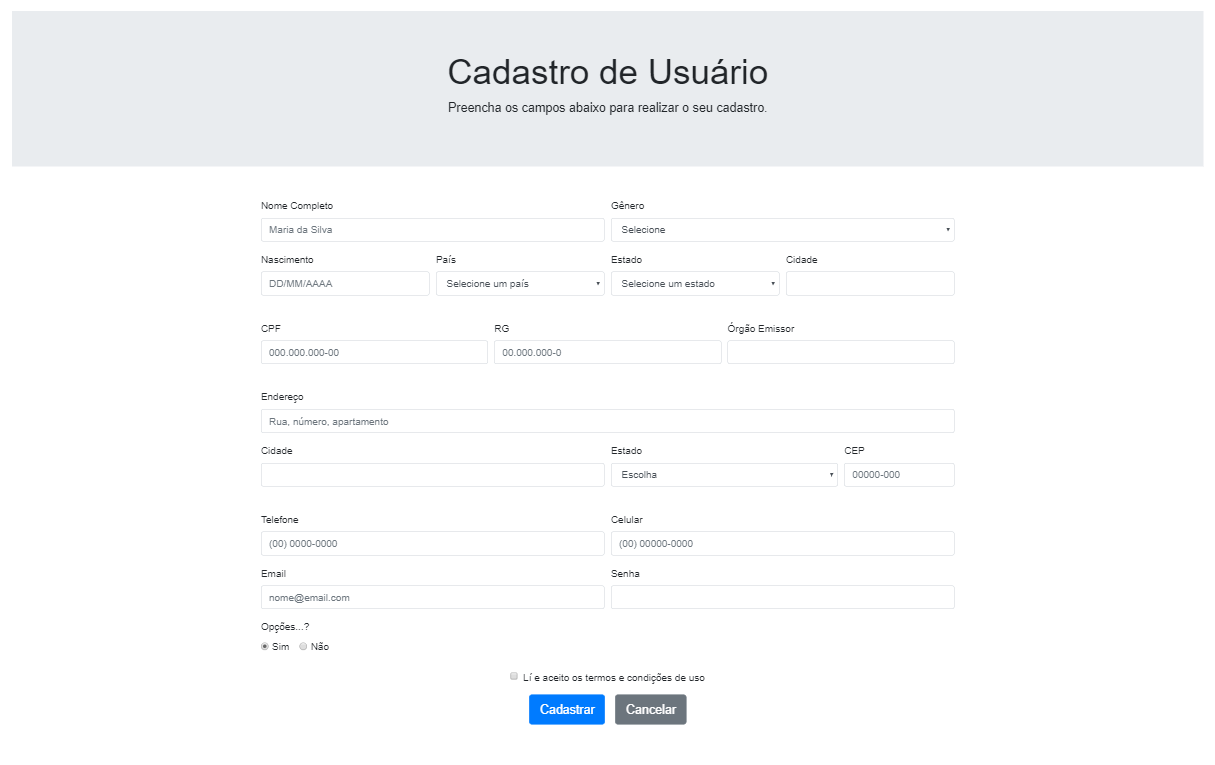 Cadastro de Usuário
Preencha os campos abaixo para realizar o seu cadastro.
Nome Completo Gênero
Maria da Silva Selecione
Nascimento País Estado Cidade
DD/MM/AAAA Selecione um país Selecione um estado
CPF RG Órgão Emissor
000.000.000-00 00.000.000-0
Endereço
Rua, número, apartamento
Cidade Estado CEP
Escolha 00000-000
Telefone Celular
(00) 0000-0000 (00) 00000-0000
Email Senha
nome@email.com
Opções...?
Sim Não
Lí e aceito os termos e condições de uso
Cadastrar Cancelar